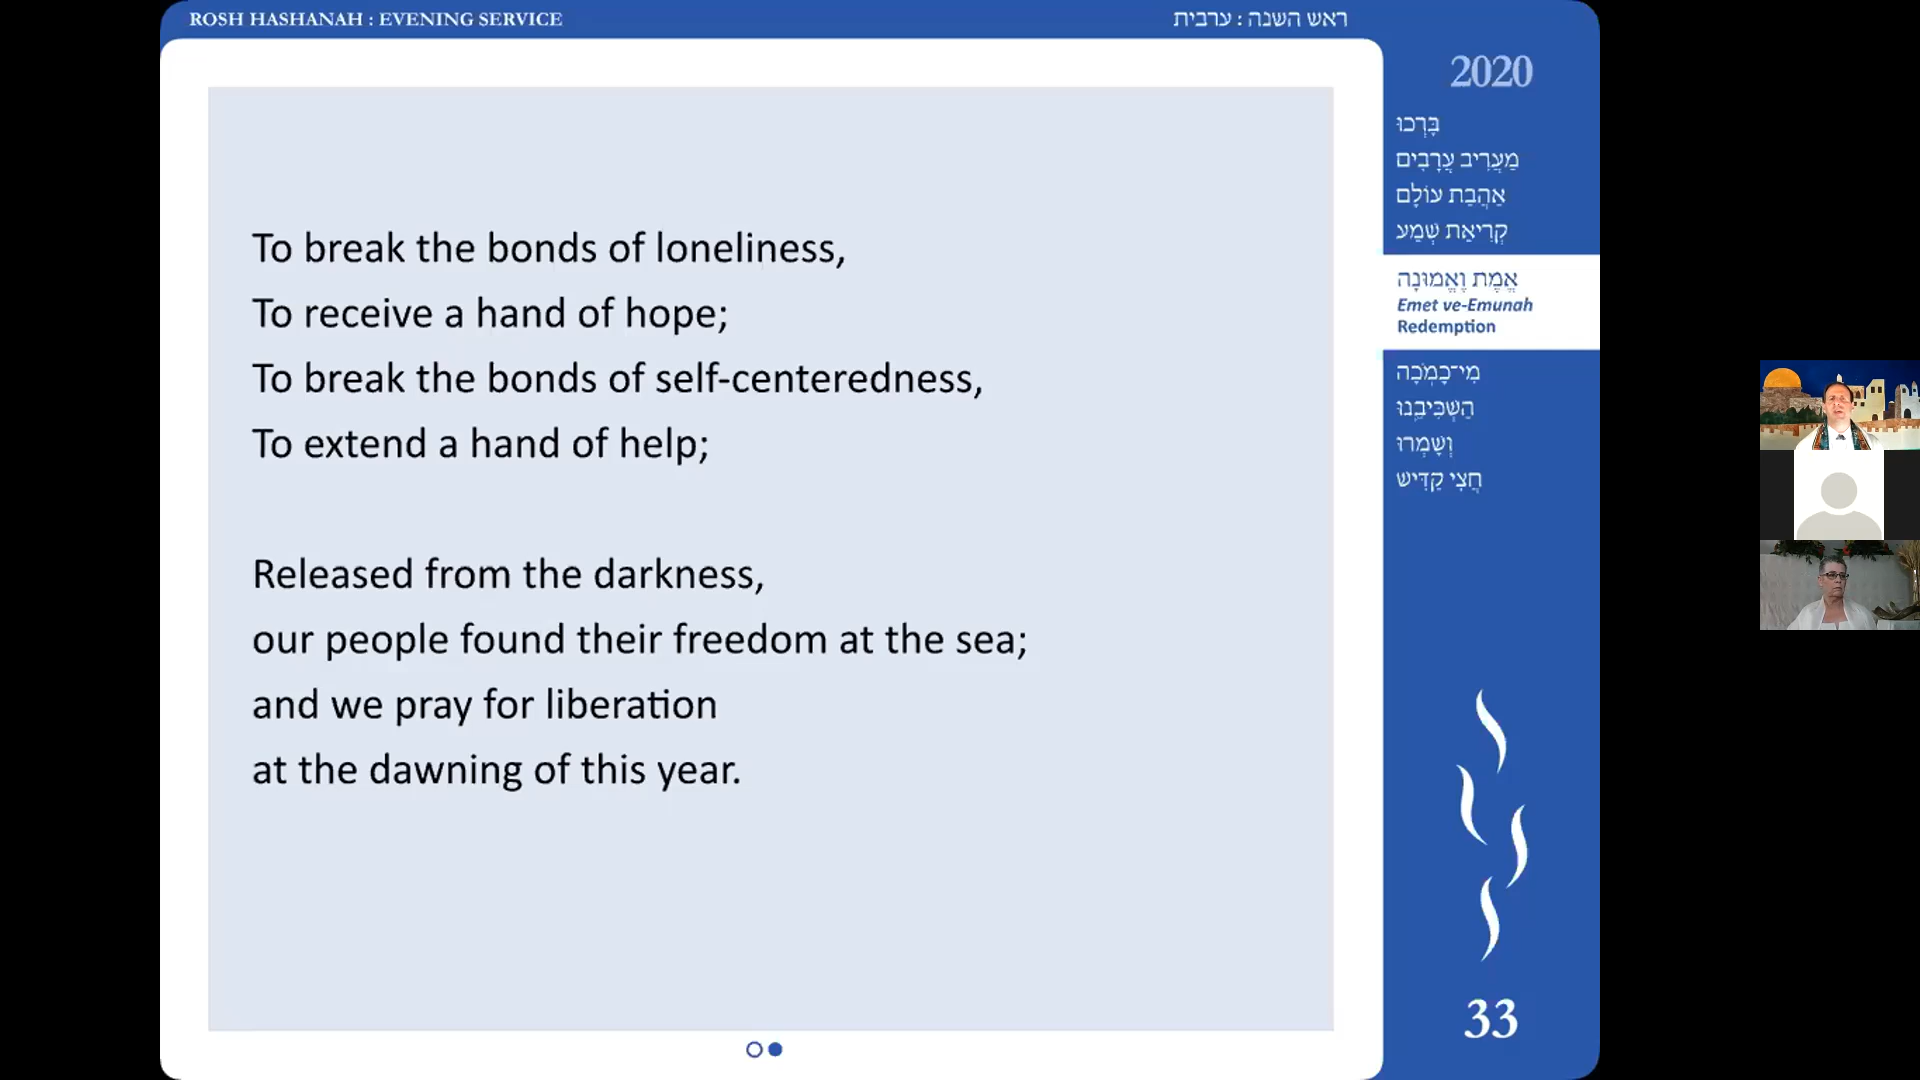 ROSH HASHANAH : EVENING SERVICE
ראש השנה : ערבית
To break the bonds of loneliness,
To receive a hand of hope;
To break the bonds of self-centeredness,
To extend a hand of help;
Released from the darkness,
our people found their freedom at the sea;
and we pray for liberation
at the dawning of this year.
2020
בָּרְכוּ
מַעֲרִיב עֲרָבִים
אַהֲבַת עוֹלָם
קְרִיאַת שְׁמַע
אֱמֶת וֶאֱמוּנָה
Emet ve-Emunah
Redemption
מִי־כָמֹכָה
הַשְׁכִּיבֵנוּ
וְשָׁמְרוּ
חֲצִי קַדִּישׁ
33